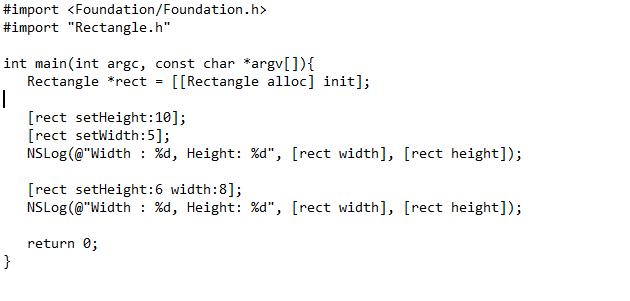 #import <Foundation/Foundation.h>
#import "Rectangle.h"
int main(int argc, const char *argv[]){
   Rectangle *rect = [[Rectangle alloc] init];
   [rect setHeight:10];
   [rect setWidth:5];
   NSLog(@"Width : %d, Height: %d", [rect width], [rect height]);
   [rect setHeight:6 width:8];
   NSLog(@"Width : %d, Height: %d", [rect width], [rect height]);
   return 0;
}